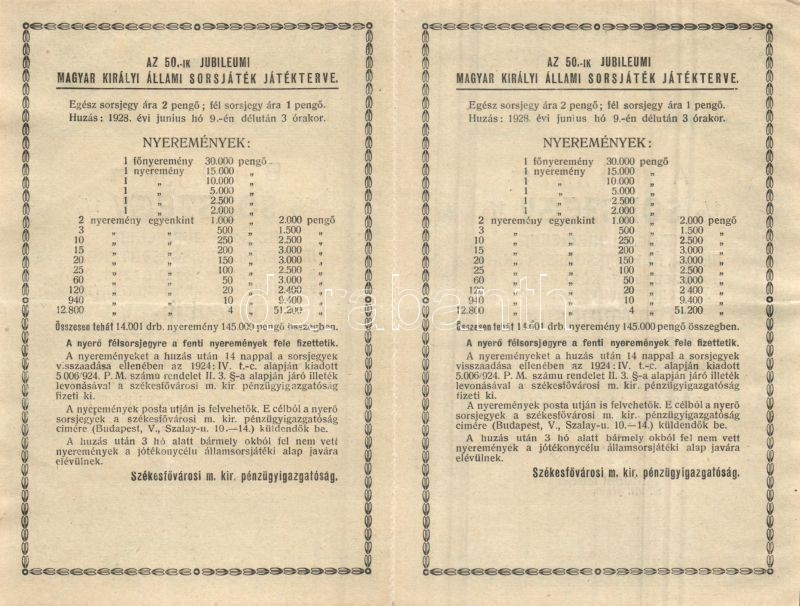 AZ 50.-IK JUBILEUMI
MAGYAR KIRÁLYI ÁLLAMI SORSJÁTÉK JÁTÉKTERVE.
Egész sorsjegy ára 2 pengő; fél sorsjegy ára 1 pengő.
Huzás: 1928. évi junius hó 9.-én délután 3 órakor.
NYEREMÉNYEK:
1 főnyeremény 30.000 pengő
1 nyeremény 15.000 „
1 „ 10.000 „
1 „ 5.000 „
1 „ 2.500 „
1 „ 2.000 „
2 nyeremény egyenkint 1.000 „ 2.000 pengő
3 „ „ 500 „ 1.500 „
10 „ „ 250 „ 2.500 „
15 „ „ 200 „ 3.000 „
20 „ „ 150 „ 3.000 „
25 „ „ 100 „ 2.500 „
60 „ „ 50 „ 3.000 „
120 „ „ 20 „ 2.400 „
940 „ „ 10 „ 9.400 „
12.800 „ „ 4 „ 51.200 „
Összesen tehát 14.001 drb. nyeremény 145.000 pengő összegben.
A nyerő félsorsjegyre a fenti nyeremények fele fizettetik.
A nyereményeket a huzás után 14 nappal a sorsjegyek
visszaadása ellenében az 1924: IV. t.-c. alapján kiadott
5.006/924. P. M. számu rendelet II. 3. §-a alapján járó illeték
levonásával a székesfővárosi m. kir. pénzügyigazgatóság
fizeti ki.
A nyeremények posta utján is felvehetők. E célból a nyerő
sorsjegyek a székesfővárosi m. kir. pénzügyigazgatóság
címére (Budapest, V., Szalay-u. 10.—14.) küldendők be.
A huzás után 3 hó alatt bármely okból fel nem vett
nyeremények a jótékonycélu államsorsjátéki alap javára
elévülnek.
Székesfővárosi m. kir. pénzügyigazgatóság.
AZ 50.-IK JUBILEUMI
MAGYAR KIRÁLYI ÁLLAMI SORSJÁTÉK JÁTÉKTERVE.
Egész sorsjegy ára 2 pengő; fél sorsjegy ára 1 pengő.
Huzás: 1928. évi junius hó 9.-én délután 3 órakor.
NYEREMÉNYEK:
1 főnyeremény 30.000 pengő
1 nyeremény 15.000 „
1 „ 10.000 „
1 „ 5.000 „
1 „ 2.500 „
1 „ 2.000 „
2 nyeremény egyenkint 1.000 „ 2.000 pengő
3 „ „ 500 „ 1.500 „
10 „ „ 250 „ 2.500 „
15 „ „ 200 „ 3.000 „
20 „ „ 150 „ 3.000 „
25 „ „ 100 „ 2.500 „
60 „ „ 50 „ 3.000 „
120 „ „ 20 „ 2.400 „
940 „ „ 10 „ 9.400 „
12.800 „ „ 4 „ 51.200 „
Összesen tehát 14.001 drb. nyeremény 145.000 pengő összegben.
A nyerő félsorsjegyre a fenti nyeremények fele fizettetik.
A nyereményeket a huzás után 14 nappal a sorsjegyek
visszaadása ellenében az 1924: IV. t.-c. alapján kiadott
5.006/924. P. M. számu rendelet II. 3. §-a alapján járó illeték
levonásával a székesfővárosi m. kir. pénzügyigazgatóság
fizeti ki.
A nyeremények posta utján is felvehetők. E célból a nyerő
sorsjegyek a székesfővárosi m. kir. pénzügyigazgatóság
címére (Budapest, V., Szalay-u. 10.—14.) küldendők be.
A huzás után 3 hó alatt bármely okból fel nem vett
nyeremények a jótékonycélu államsorsjátéki alap javára
elévülnek.
Székesfővárosi m. kir. pénzügyigazgatóság.
darabanth.com